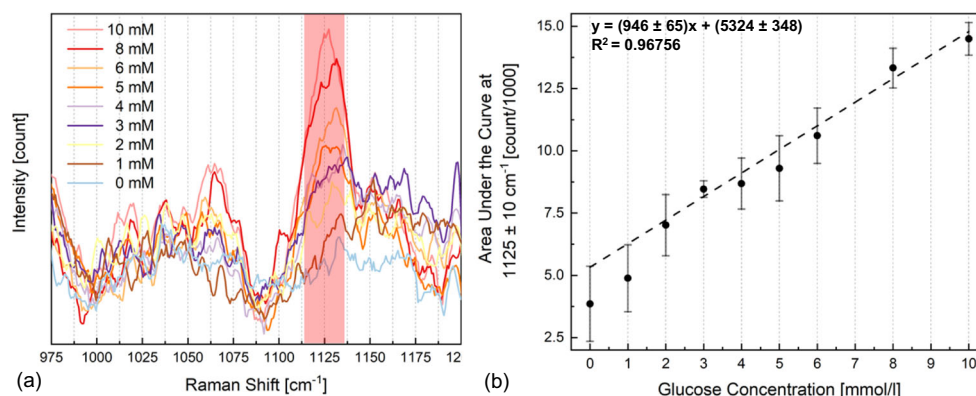 10 mM
8 mM
6 mM
5 mM
4 mM
3 mM
2 mM
1 mM
0 mM
Intensity [count]
975 1000 1025 1050 1075 1100 1125 1150 1175 12
Raman Shift [cm⁻¹]
(a)
y = (946 ± 65)x + (5324 ± 348)
R² = 0.96756
Area Under the Curve at
1125 ± 10 cm⁻¹ [count/1000]
15.0
12.5
10.0
7.5
5.0
2.5
0 1 2 3 4 5 6 8 10
Glucose Concentration [mmol/l]
(b)